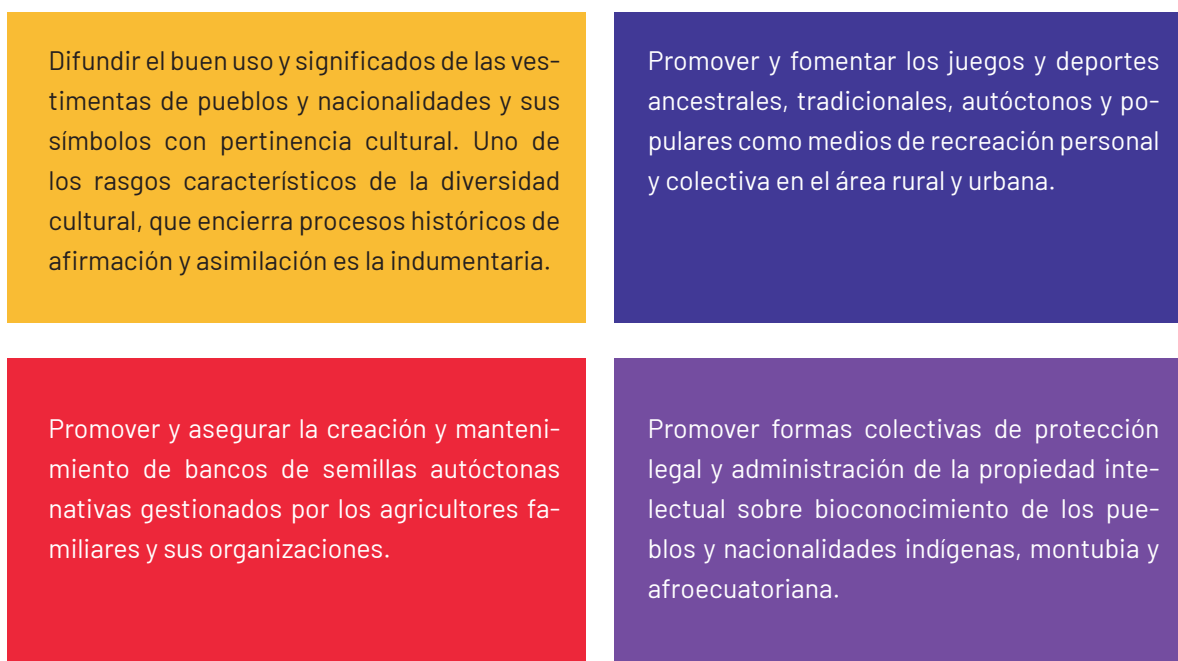 Difundir el buen uso y significados de las ves-
timentas de pueblos y nacionalidades y sus
símbolos con pertinencia cultural. Uno de
los rasgos característicos de la diversidad
cultural, que encierra procesos históricos de
afirmación y asimilación es la indumentaria.
Promover y fomentar los juegos y deportes
ancestrales, tradicionales, autóctonos y po-
pulares como medios de recreación personal
y colectiva en el área rural y urbana.
Promover y asegurar la creación y manteni-
miento de bancos de semillas autóctonas
nativas gestionados por los agricultores fa-
miliares y sus organizaciones.
Promover formas colectivas de protección
legal y administración de la propiedad inte-
lectual sobre bioconocimiento de los pue-
blos y nacionalidades indígenas, montubia y
afroecuatoriana.